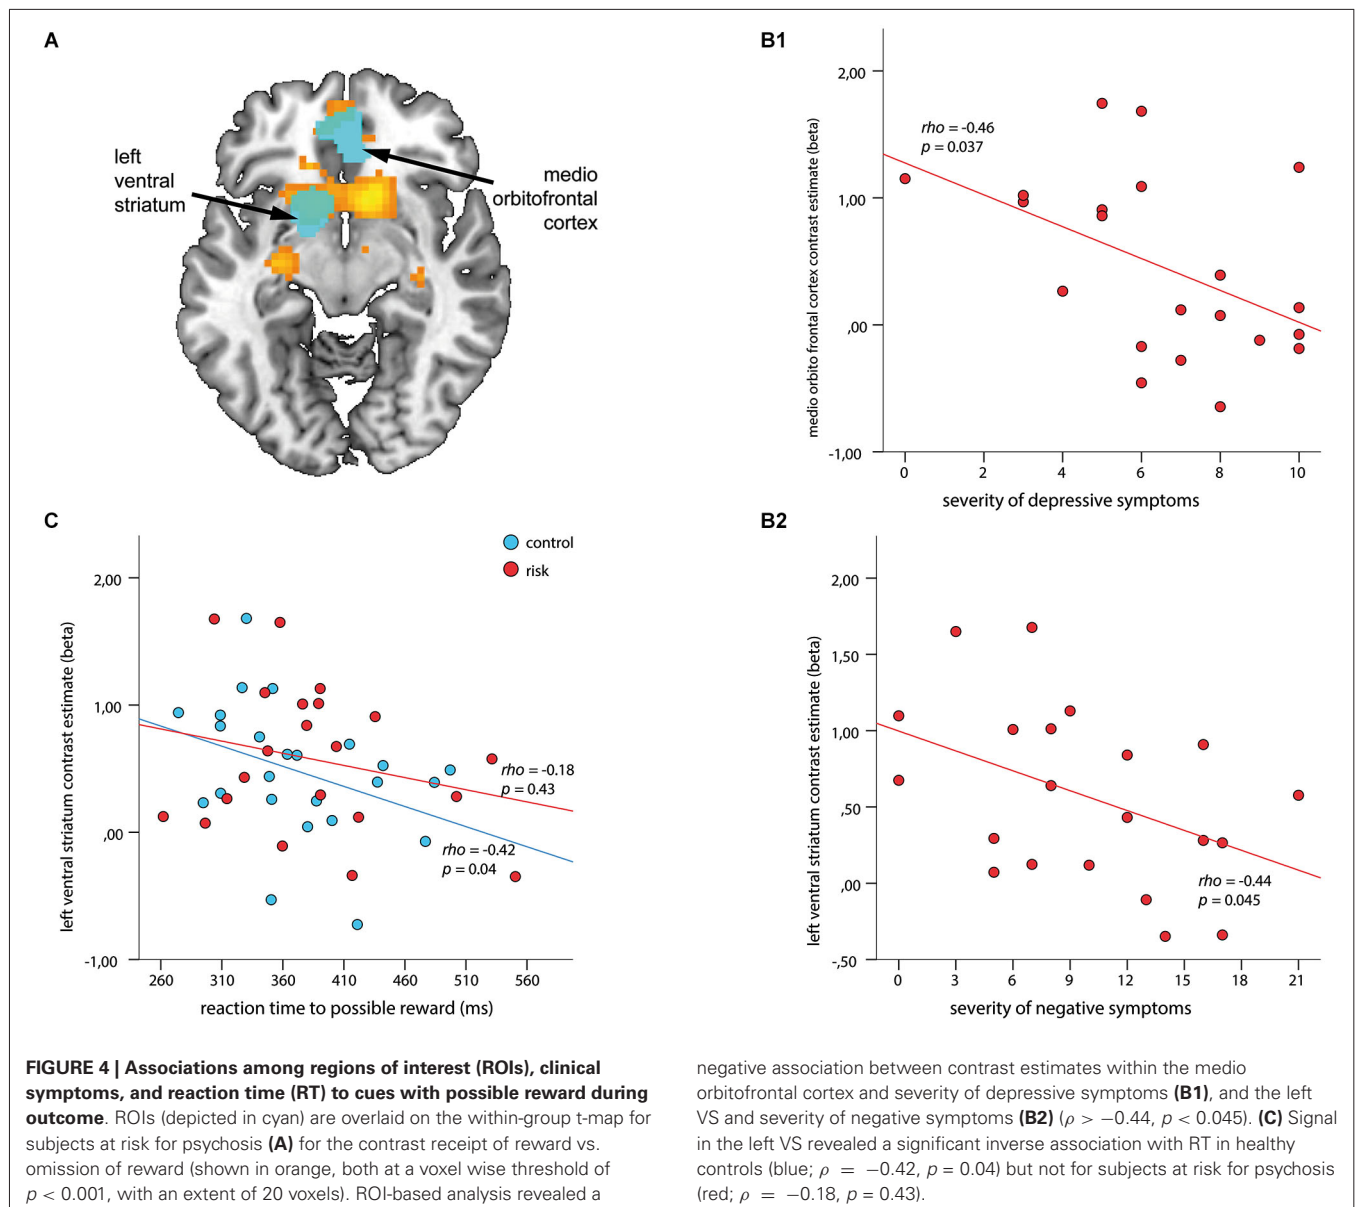 A
left
ventral
striatum
medio
orbitofrontal
cortex
B1
medio orbito frontal cortex contrast estimate (beta)
2,00
1,00
,00
-1,00
rho = -0.46
p = 0.037
0 2 4 6 8 10
severity of depressive symptoms
C
left ventral striatum contrast estimate (beta)
2,00
1,00
,00
-1,00
control
risk
rho = -0.18
p = 0.43
rho = -0.42
p = 0.04
260 310 360 410 460 510 560
reaction time to possible reward (ms)
B2
left ventral striatum contrast estimate (beta)
2,00
1,50
1,00
,50
,00
-,50
rho = -0.44
p = 0.045
0 3 6 9 12 15 18 21
severity of negative symptoms
FIGURE 4 | Associations among regions of interest (ROIs), clinical
symptoms, and reaction time (RT) to cues with possible reward during
outcome. ROIs (depicted in cyan) are overlaid on the within-group t-map for
subjects at risk for psychosis (A) for the contrast receipt of reward vs.
omission of reward (shown in orange, both at a voxel wise threshold of
p < 0.001, with an extent of 20 voxels). ROI-based analysis revealed a
negative association between contrast estimates within the medio
orbitofrontal cortex and severity of depressive symptoms (B1), and the left
VS and severity of negative symptoms (B2) (ρ > −0.44, p < 0.045). (C) Signal
in the left VS revealed a significant inverse association with RT in healthy
controls (blue; ρ = −0.42, p = 0.04) but not for subjects at risk for psychosis
(red; ρ = −0.18, p = 0.43).